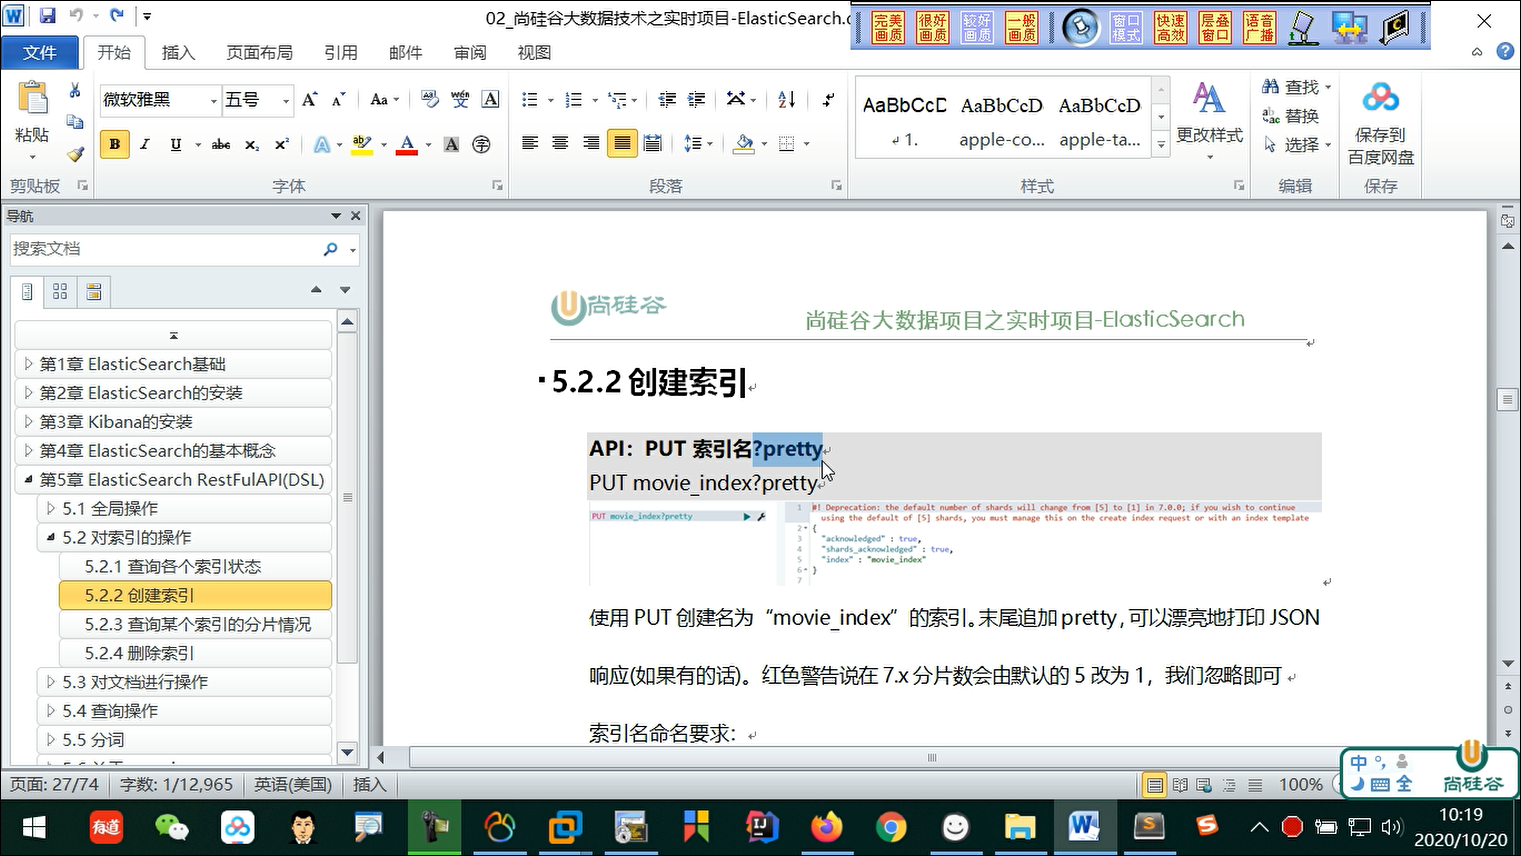 02_尚硅谷大数据技术之实时项目-ElasticSearch.d
完美画质 很好画质 较好画质 一般画质 窗口模式 快速高效 层叠窗口 语音广播
文件 开始 插入 页面布局 引用 邮件 审阅 视图
粘贴
微软雅黑 五号
AaBbCcD AaBbCcD AaBbCcD
1. apple-co... apple-ta...
更改样式
查找
替换
选择
保存到
百度网盘
剪贴板 字体 段落 样式 编辑 保存
导航
搜索文档
第1章 ElasticSearch基础
第2章 ElasticSearch的安装
第3章 Kibana的安装
第4章 ElasticSearch的基本概念
第5章 ElasticSearch RestFulAPI(DSL)
5.1 全局操作
5.2 对索引的操作
5.2.1 查询各个索引状态
5.2.2 创建索引
5.2.3 查询某个索引的分片情况
5.2.4 删除索引
5.3 对文档进行操作
5.4 查询操作
5.5 分词
尚硅谷
尚硅谷大数据项目之实时项目-ElasticSearch
5.2.2 创建索引
API：PUT 索引名?pretty
PUT movie_index?pretty
PUT movie_index?pretty
1 #! Deprecation: the default number of shards will change from [5] to [1] in 7.0.0; if you wish to continue
using the default of [5] shards, you must manage this on the create index request or with an index template
2 {
3 "acknowledged" : true,
4 "shards_acknowledged" : true,
5 "index" : "movie_index"
6 }
7
使用 PUT 创建名为“movie_index”的索引。末尾追加 pretty，可以漂亮地打印 JSON
响应(如果有的话)。红色警告说在 7.x 分片数会由默认的 5 改为 1，我们忽略即可
索引名命名要求：
页面: 27/74 字数: 1/12,965 英语(美国) 插入 100%
中 全 尚硅谷
有道
10:19
2020/10/20